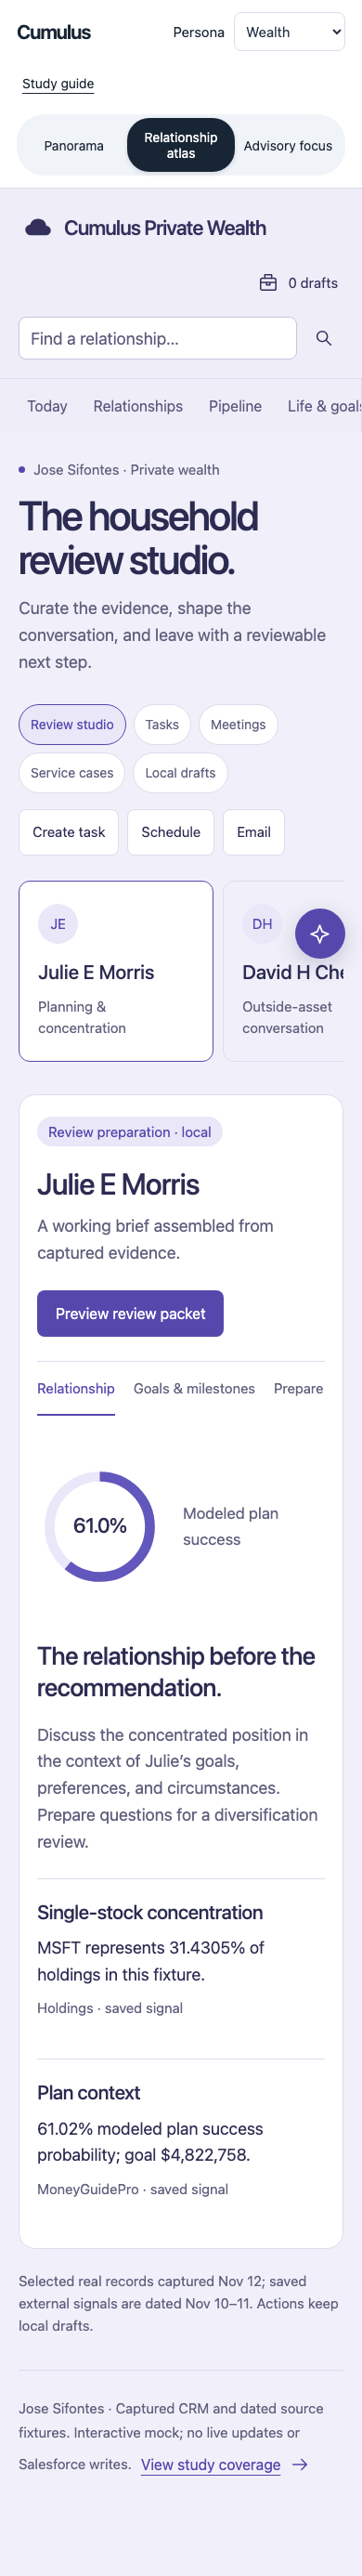 Cumulus
Persona
Wealth
Study guide
Panorama
Relationship
atlas
Advisory focus
Cumulus Private Wealth
0 drafts
Find a relationship...
Today
Relationships
Pipeline
Life & goals
Jose Sifontes · Private wealth
The household
review studio.
Curate the evidence, shape the
conversation, and leave with a reviewable
next step.
Review studio
Tasks
Meetings
Service cases
Local drafts
Create task
Schedule
Email
JE
Julie E Morris
Planning &
concentration
DH
David H Che
Outside-asset
conversation
Review preparation · local
Julie E Morris
A working brief assembled from
captured evidence.
Preview review packet
Relationship
Goals & milestones
Prepare
61.0%
Modeled plan
success
The relationship before the
recommendation.
Discuss the concentrated position in
the context of Julie’s goals,
preferences, and circumstances.
Prepare questions for a diversification
review.
Single-stock concentration
MSFT represents 31.4305% of
holdings in this fixture.
Holdings · saved signal
Plan context
61.02% modeled plan success
probability; goal $4,822,758.
MoneyGuidePro · saved signal
Selected real records captured Nov 12; saved
external signals are dated Nov 10–11. Actions keep
local drafts.
Jose Sifontes · Captured CRM and dated source
fixtures. Interactive mock; no live updates or
Salesforce writes. View study coverage →